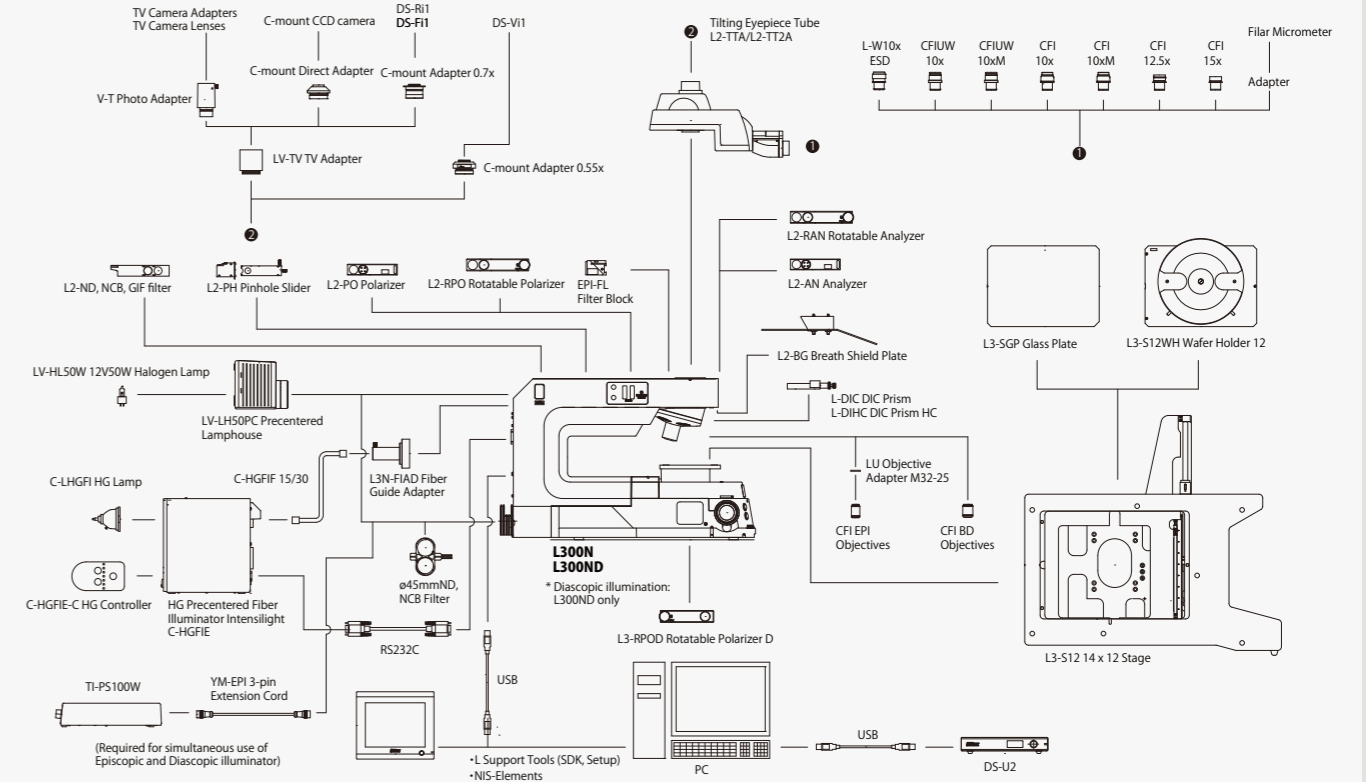 TV Camera Adapters
TV Camera Lenses
C-mount CCD camera
DS-Ri1
DS-Fi1
DS-Vi1
C-mount Direct Adapter
C-mount Adapter 0.7x
V-T Photo Adapter
LV-TV TV Adapter
C-mount Adapter 0.55x
2
2
Tilting Eyepiece Tube
L2-TTA/L2-TT2A
1
L-W10x
ESD
CFIUW
10x
CFIUW
10xM
CFI
10x
CFI
10xM
CFI
12.5x
CFI
15x
Filar Micrometer
Adapter
1
L2-ND, NCB, GIF filter
L2-PH Pinhole Slider
L2-PO Polarizer
L2-RPO Rotatable Polarizer
EPI-FL
Filter Block
L2-RAN Rotatable Analyzer
L2-AN Analyzer
L2-BG Breath Shield Plate
L3-SGP Glass Plate
L3-S12WH Wafer Holder 12
LV-HL50W 12V50W Halogen Lamp
LV-LH50PC Precentered
Lamphouse
L-DIC DIC Prism
L-DIHC DIC Prism HC
C-LHGFI HG Lamp
C-HGFIF 15/30
L3N-FIAD Fiber
Guide Adapter
LU Objective
Adapter M32-25
CFI EPI
Objectives
CFI BD
Objectives
L300N
L300ND
* Diascopic illumination:
L300ND only
ø45mmND,
NCB Filter
C-HGFIE-C HG Controller
HG Precentered Fiber
Illuminator Intensilight
C-HGFIE
RS232C
L3-RPOD Rotatable Polarizer D
L3-S12 14 x 12 Stage
TI-PS100W
YM-EPI 3-pin
Extension Cord
USB
(Required for simultaneous use of
Episcopic and Diascopic illuminator)
•L Support Tools (SDK, Setup)
•NIS-Elements
PC
USB
DS-U2